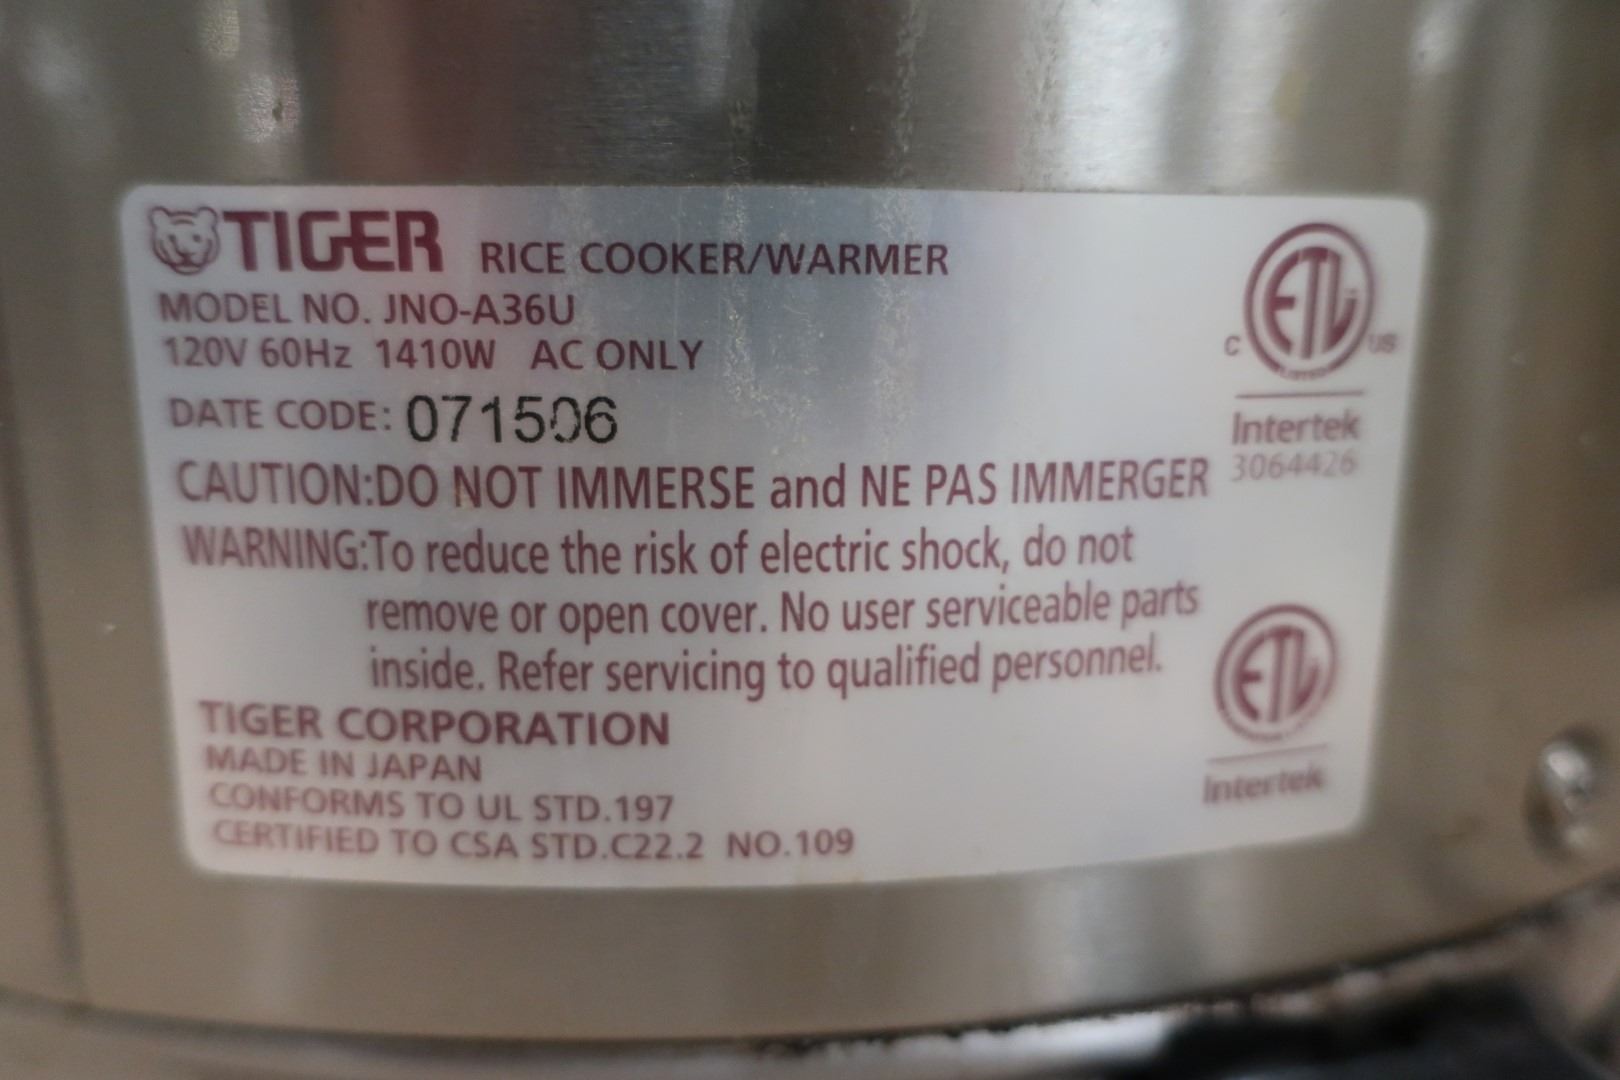 TIGER RICE COOKER/WARMER
MODEL NO. JNO-A36U
120V 60Hz 1410W AC ONLY
DATE CODE: 071506
CAUTION:DO NOT IMMERSE and NE PAS IMMERGER
WARNING:To reduce the risk of electric shock, do not
remove or open cover. No user serviceable parts
inside. Refer servicing to qualified personnel.
TIGER CORPORATION
MADE IN JAPAN
CONFORMS TO UL STD.197
CERTIFIED TO CSA STD.C22.2 NO.109
ETL
C US
Intertek
3064426
ETL
Intertek